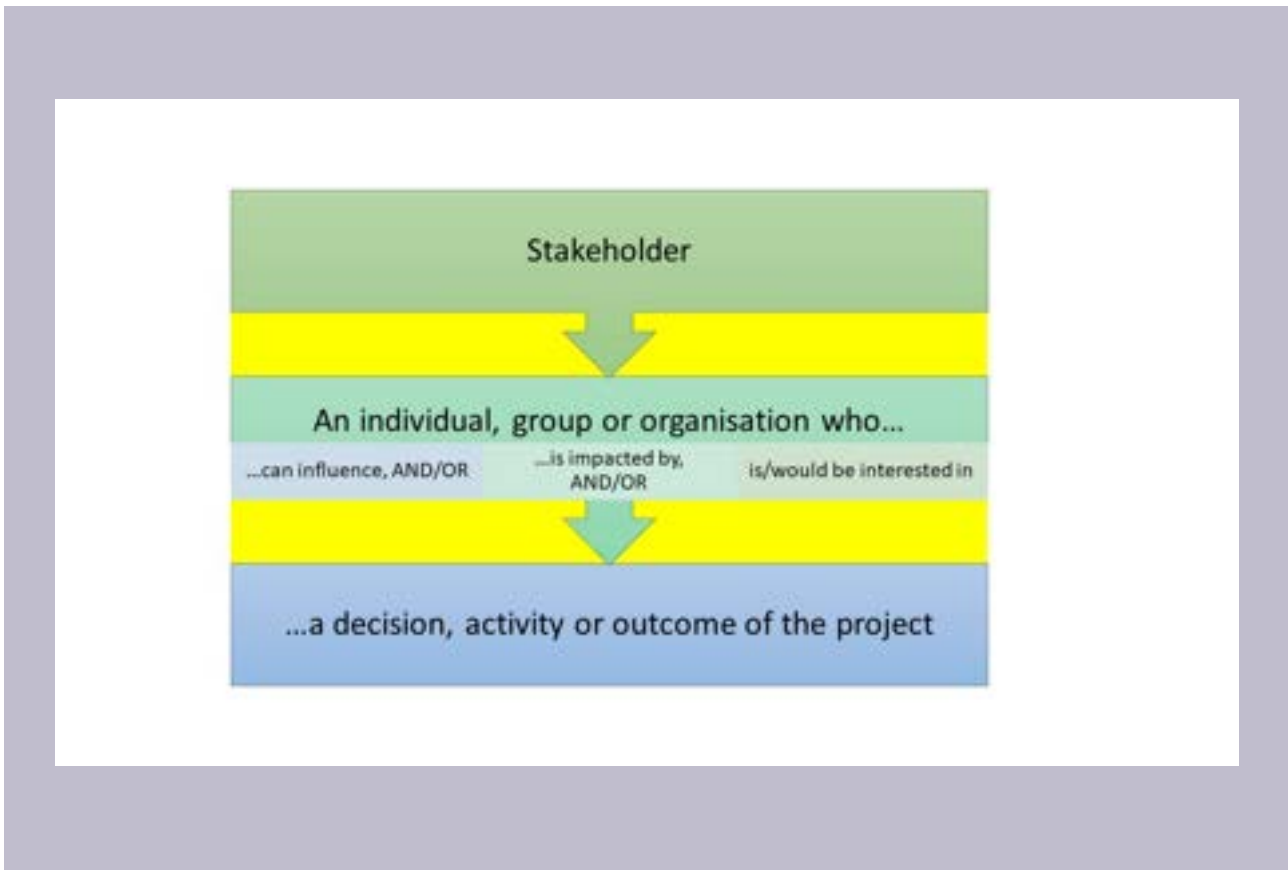 Stakeholder
An individual, group or organisation who...
...can influence, AND/OR
...is impacted by,
AND/OR
is/would be interested in
...a decision, activity or outcome of the project